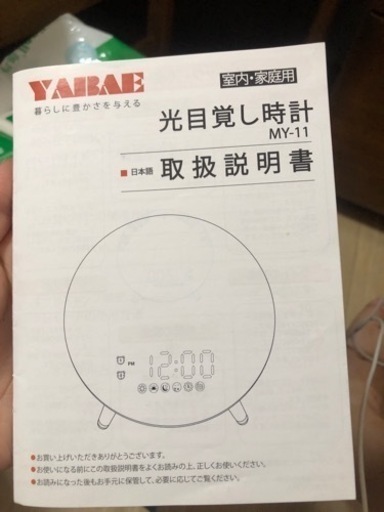 YABAE
暮らしに豊かさを与える
室内・家庭用
光目覚し時計
MY-11
日本語
取扱説明書
PM
12:00
●お買い上げいただきありがとうございます。
●お使いになる前にこの取扱説明書をよくお読みの上、正しくお使いください。
●お読みになった後もお手元に保管して、必要に応じてご覧ください。